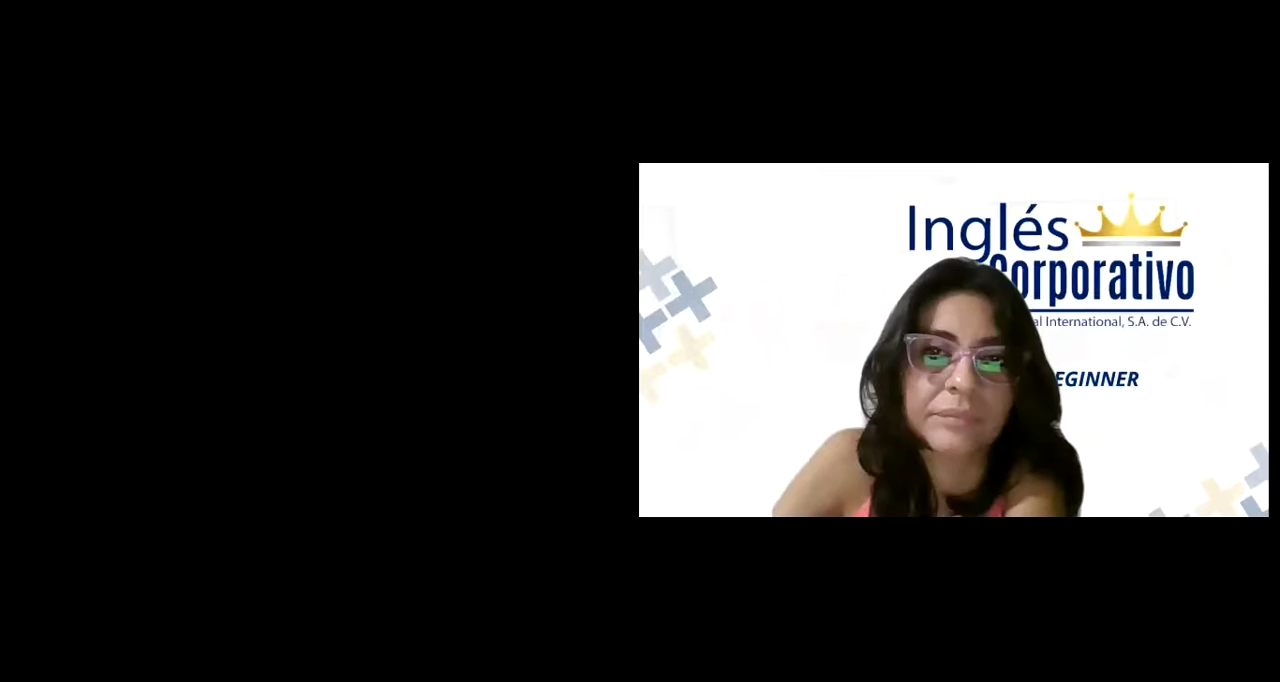 Inglés
Corporativo
al International, S.A. de C.V.
EGINNER